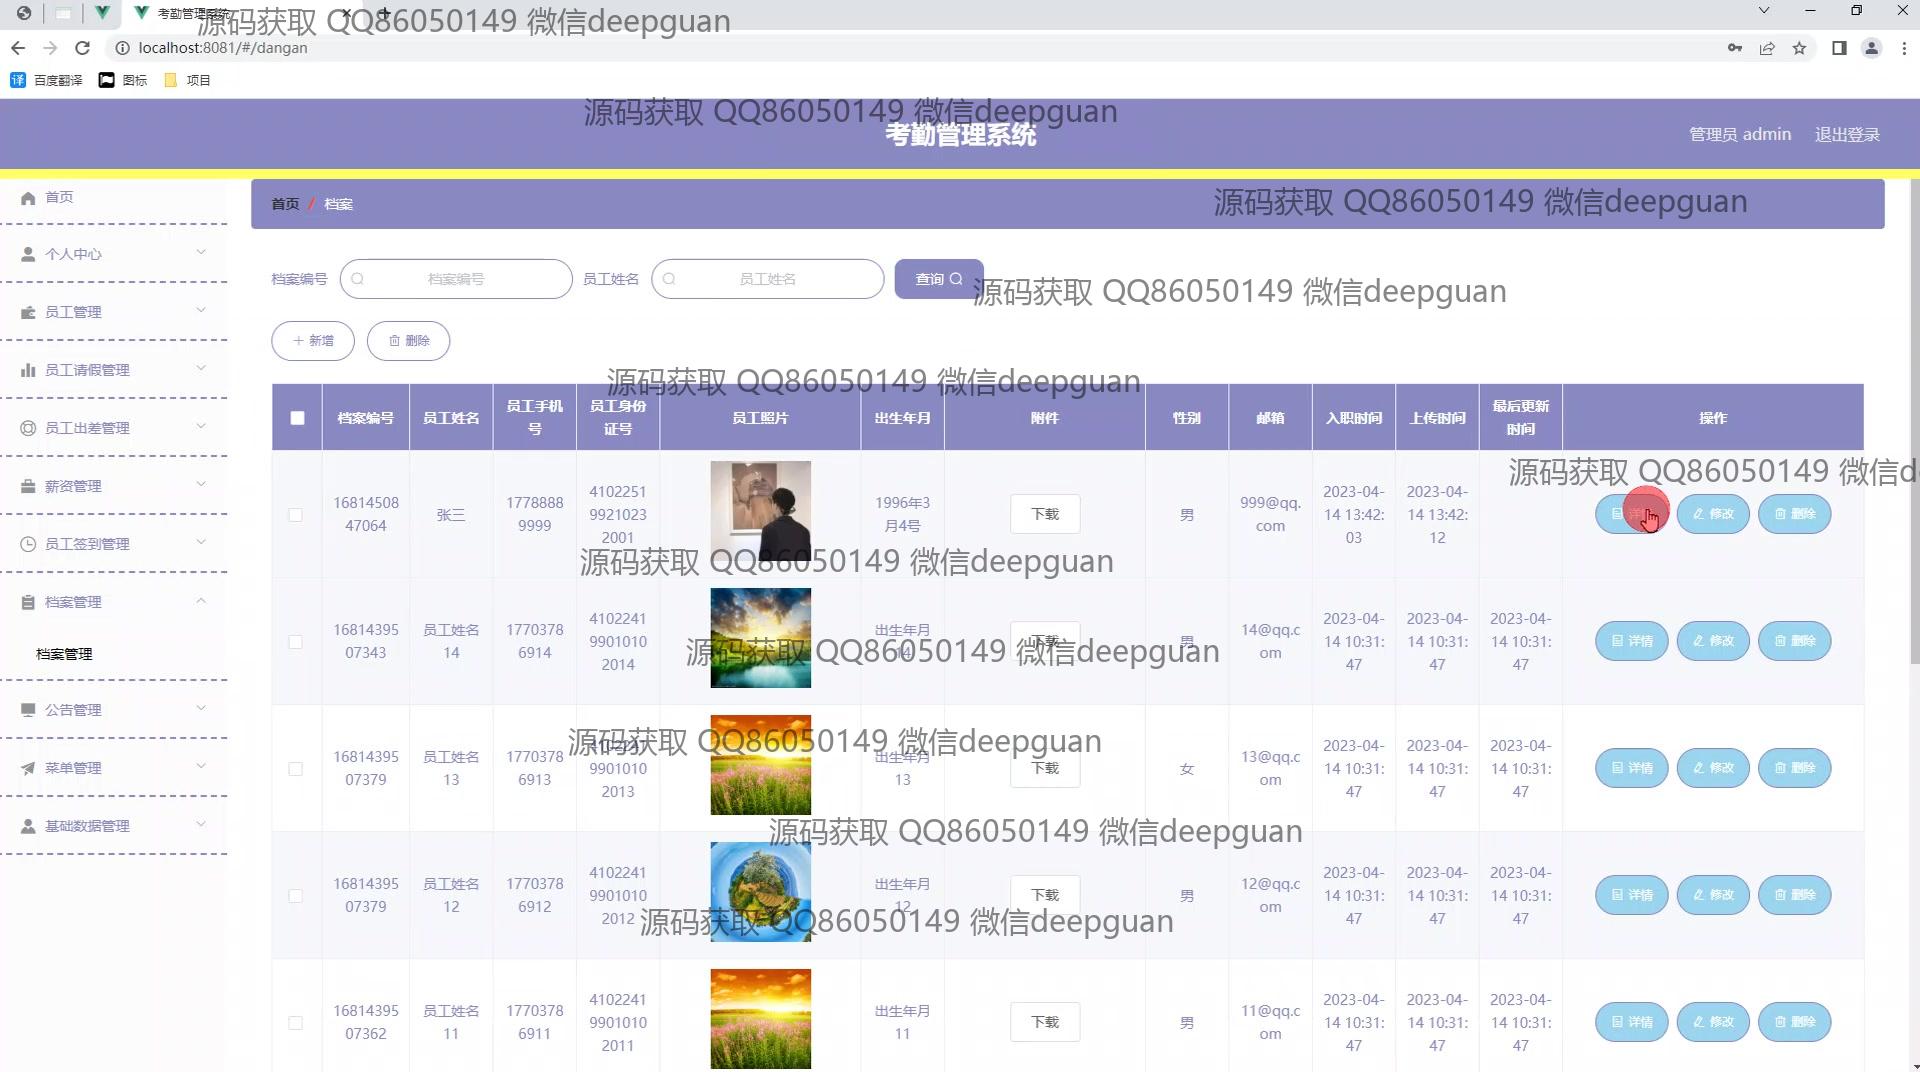 考勤管理系统
源码获取 QQ86050149 微信deepguan
localhost:8081/#/dangan
百度翻译 图标 项目
源码获取 QQ86050149 微信deepguan
考勤管理系统
管理员 admin 退出登录
首页
个人中心
员工管理
员工请假管理
员工出差管理
薪资管理
员工签到管理
档案管理
档案管理
公告管理
菜单管理
基础数据管理
首页 / 档案
源码获取 QQ86050149 微信deepguan
档案编号 档案编号 员工姓名 员工姓名 查询
源码获取 QQ86050149 微信deepguan
新增 删除
源码获取 QQ86050149 微信deepguan
档案编号 员工姓名 员工手机号 员工身份证号 员工照片 出生年月 附件 性别 邮箱 入职时间 上传时间 最后更新时间 操作
源码获取 QQ86050149 微信d
1681450847064 张三 17788889999 410225199210232001 1996年3月4号 下载 男 999@qq.com 2023-04-14 13:42:03 2023-04-14 13:42:12 详情 修改 删除
源码获取 QQ86050149 微信deepguan
1681439507343 员工姓名14 17703786914 410224199010102014 出生年月14 下载 男 14@qq.com 2023-04-14 10:31:47 2023-04-14 10:31:47 2023-04-14 10:31:47 详情 修改 删除
源码获取 QQ86050149 微信deepguan
1681439507379 员工姓名13 17703786913 410224199010102013 出生年月13 下载 女 13@qq.com 2023-04-14 10:31:47 2023-04-14 10:31:47 2023-04-14 10:31:47 详情 修改 删除
源码获取 QQ86050149 微信deepguan
源码获取 QQ86050149 微信deepguan
1681439507379 员工姓名12 17703786912 410224199010102012 出生年月12 下载 男 12@qq.com 2023-04-14 10:31:47 2023-04-14 10:31:47 2023-04-14 10:31:47 详情 修改 删除
源码获取 QQ86050149 微信deepguan
1681439507362 员工姓名11 17703786911 410224199010102011 出生年月11 下载 男 11@qq.com 2023-04-14 10:31:47 2023-04-14 10:31:47 2023-04-14 10:31:47 详情 修改 删除